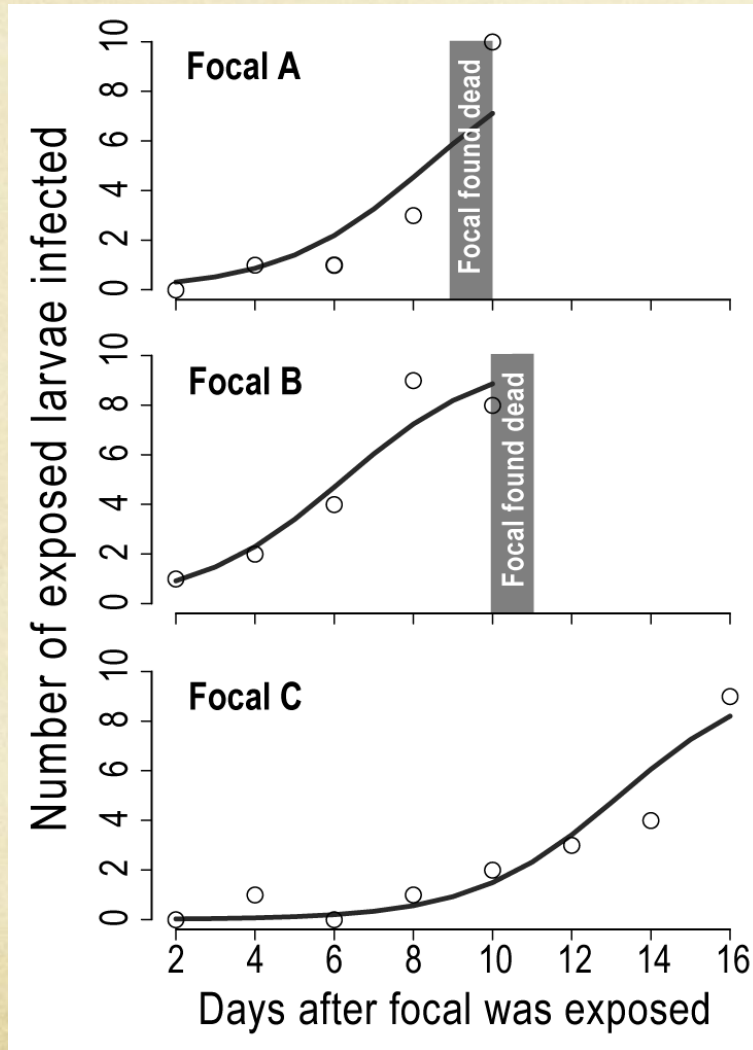 Number of exposed larvae infected
Focal A
Focal found dead
0 2 4 6 8 10
Focal B
Focal found dead
0 2 4 6 8 10
Focal C
0 2 4 6 8 10
2 4 6 8 10 12 14 16
Days after focal was exposed